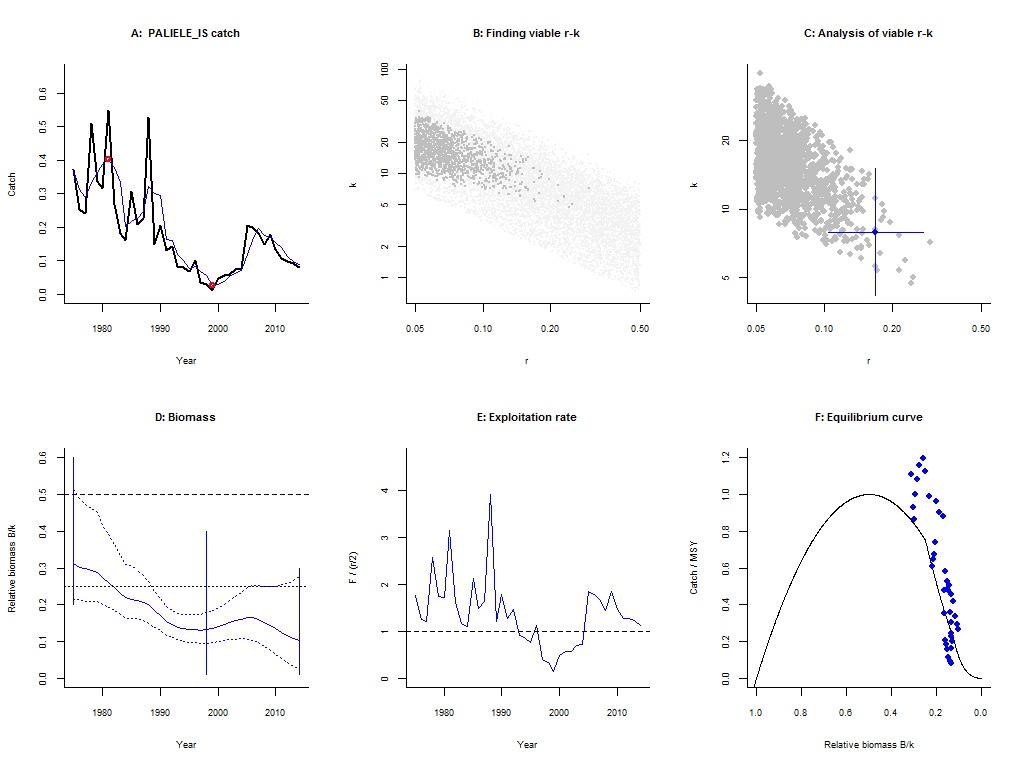 A: PALIELE_IS catch
Catch
0.0 0.1 0.2 0.3 0.4 0.5 0.6
1980 1990 2000 2010
Year
B: Finding viable r-k
k
1 2 5 10 20 50 100
0.05 0.10 0.20 0.50
r
C: Analysis of viable r-k
k
5 10 20
0.05 0.10 0.20 0.50
r
D: Biomass
Relative biomass B/k
0.0 0.1 0.2 0.3 0.4 0.5 0.6
1980 1990 2000 2010
Year
E: Exploitation rate
F / (r/2)
0 1 2 3 4
1980 1990 2000 2010
Year
F: Equilibrium curve
Catch / MSY
0.0 0.2 0.4 0.6 0.8 1.0 1.2
1.0 0.8 0.6 0.4 0.2 0.0
Relative biomass B/k